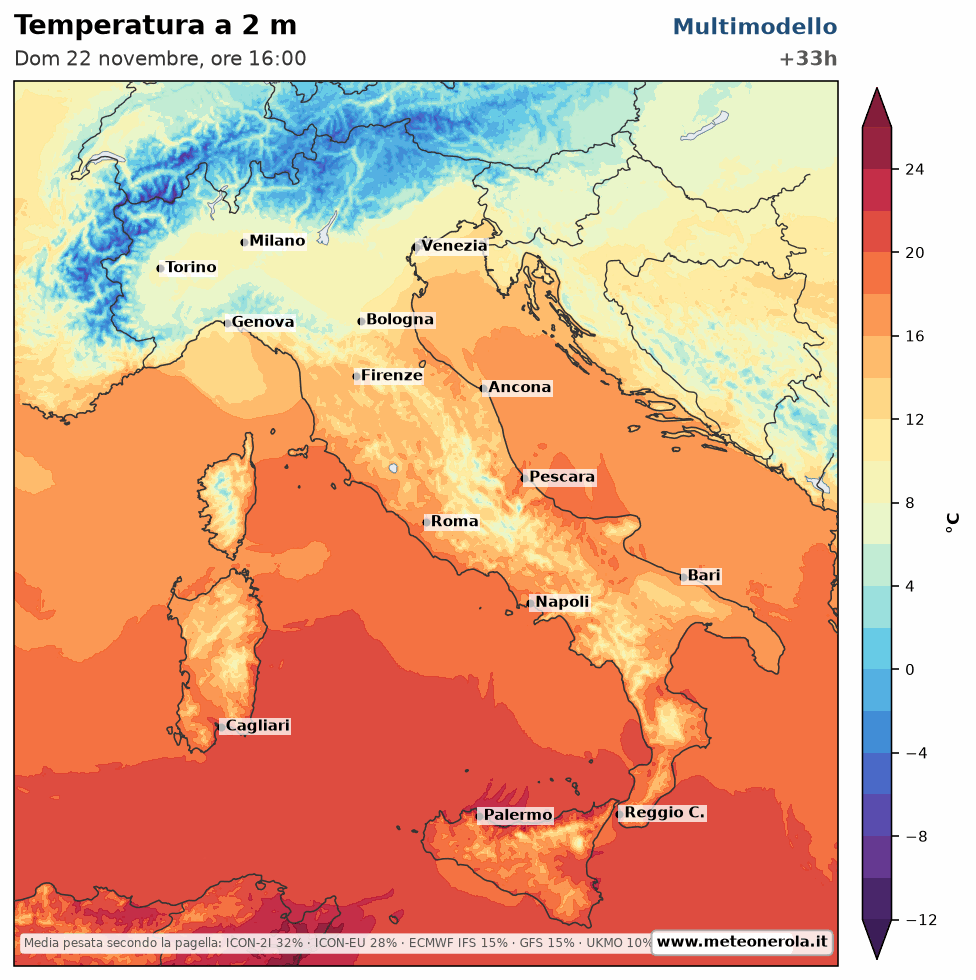 Temperatura a 2 m
Multimodello
Dom 22 novembre, ore 16:00
+33h
Milano
Venezia
Torino
Genova
Bologna
Firenze
Ancona
Pescara
Roma
Bari
Napoli
Cagliari
Palermo
Reggio C.
24
20
16
12
8
4
0
−4
−8
−12
°C
Media pesata secondo la pagella: ICON-2I 32% · ICON-EU 28% · ECMWF IFS 15% · GFS 15% · UKMO 10%
www.meteonerola.it